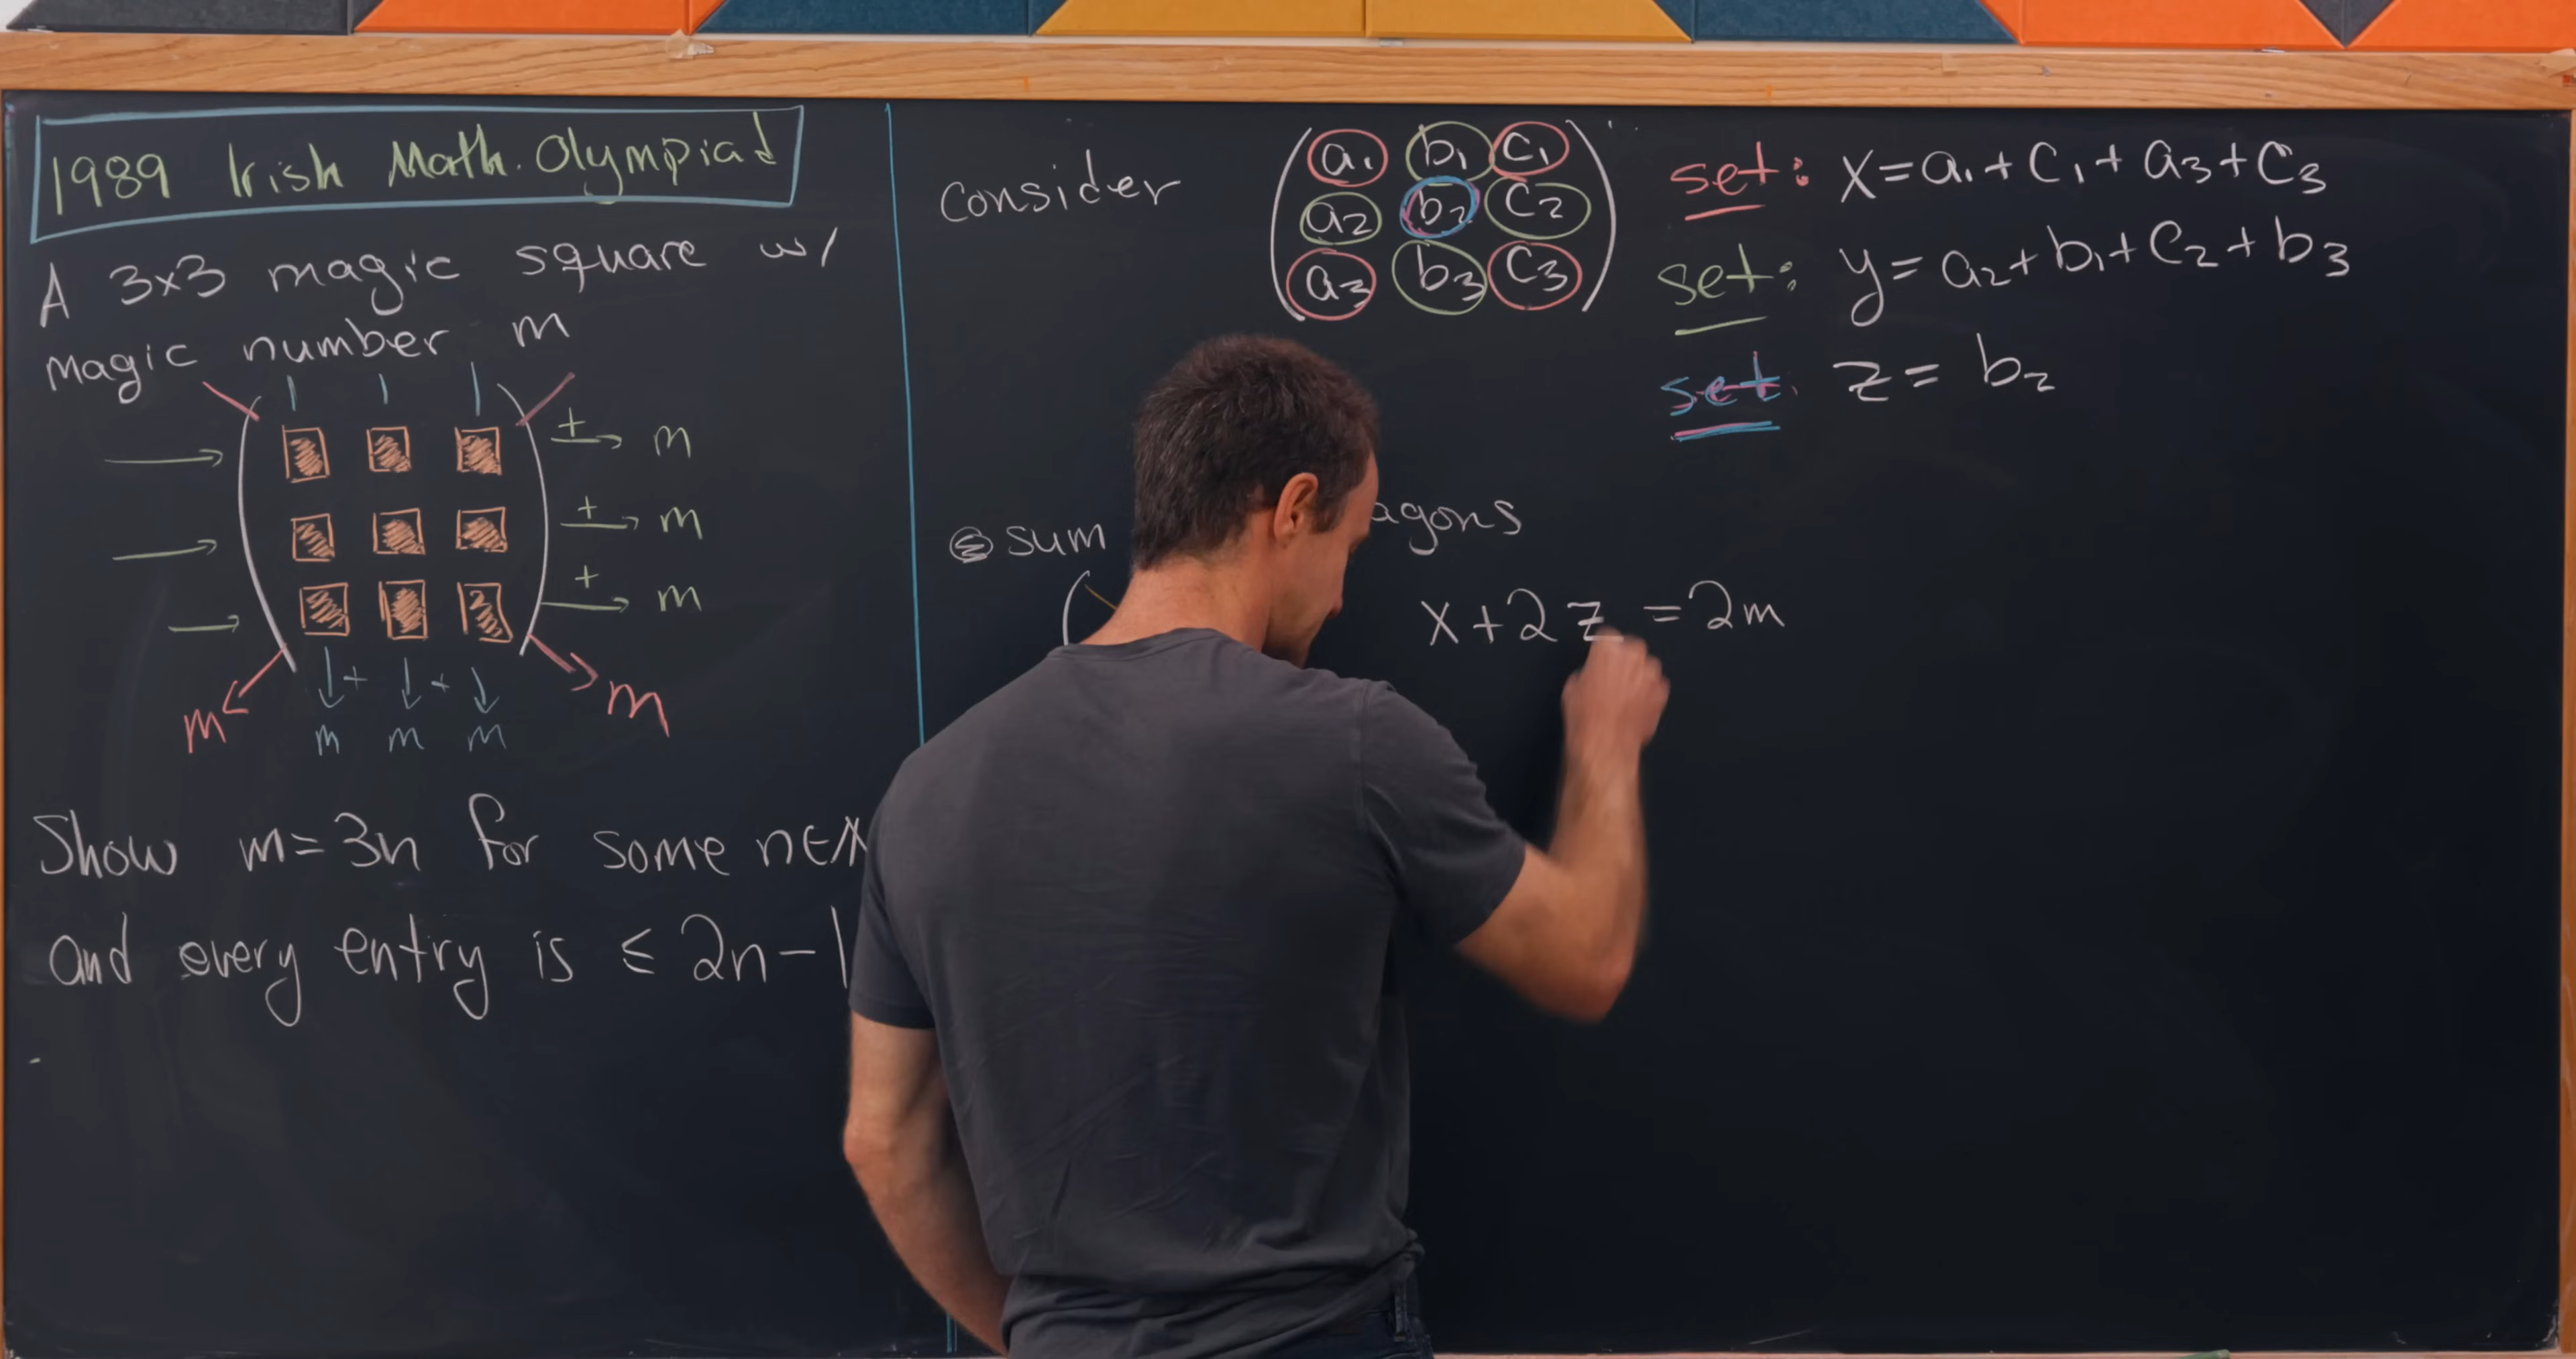 1989 Irish Math. Olympiad
A 3x3 magic square w/
magic number m
+ m
+ m
+ m
m + + m
m m m
Show m=3n for some n∈
and every entry is ≤ 2n-1
Consider
a₁ b₁ c₁
a₂ b₂ c₂
a₃ b₃ c₃
set: x=a₁+c₁+a₃+c₃
set: y=a₂+b₁+c₂+b₃
set: z=b₂
sum
x+2z=2m